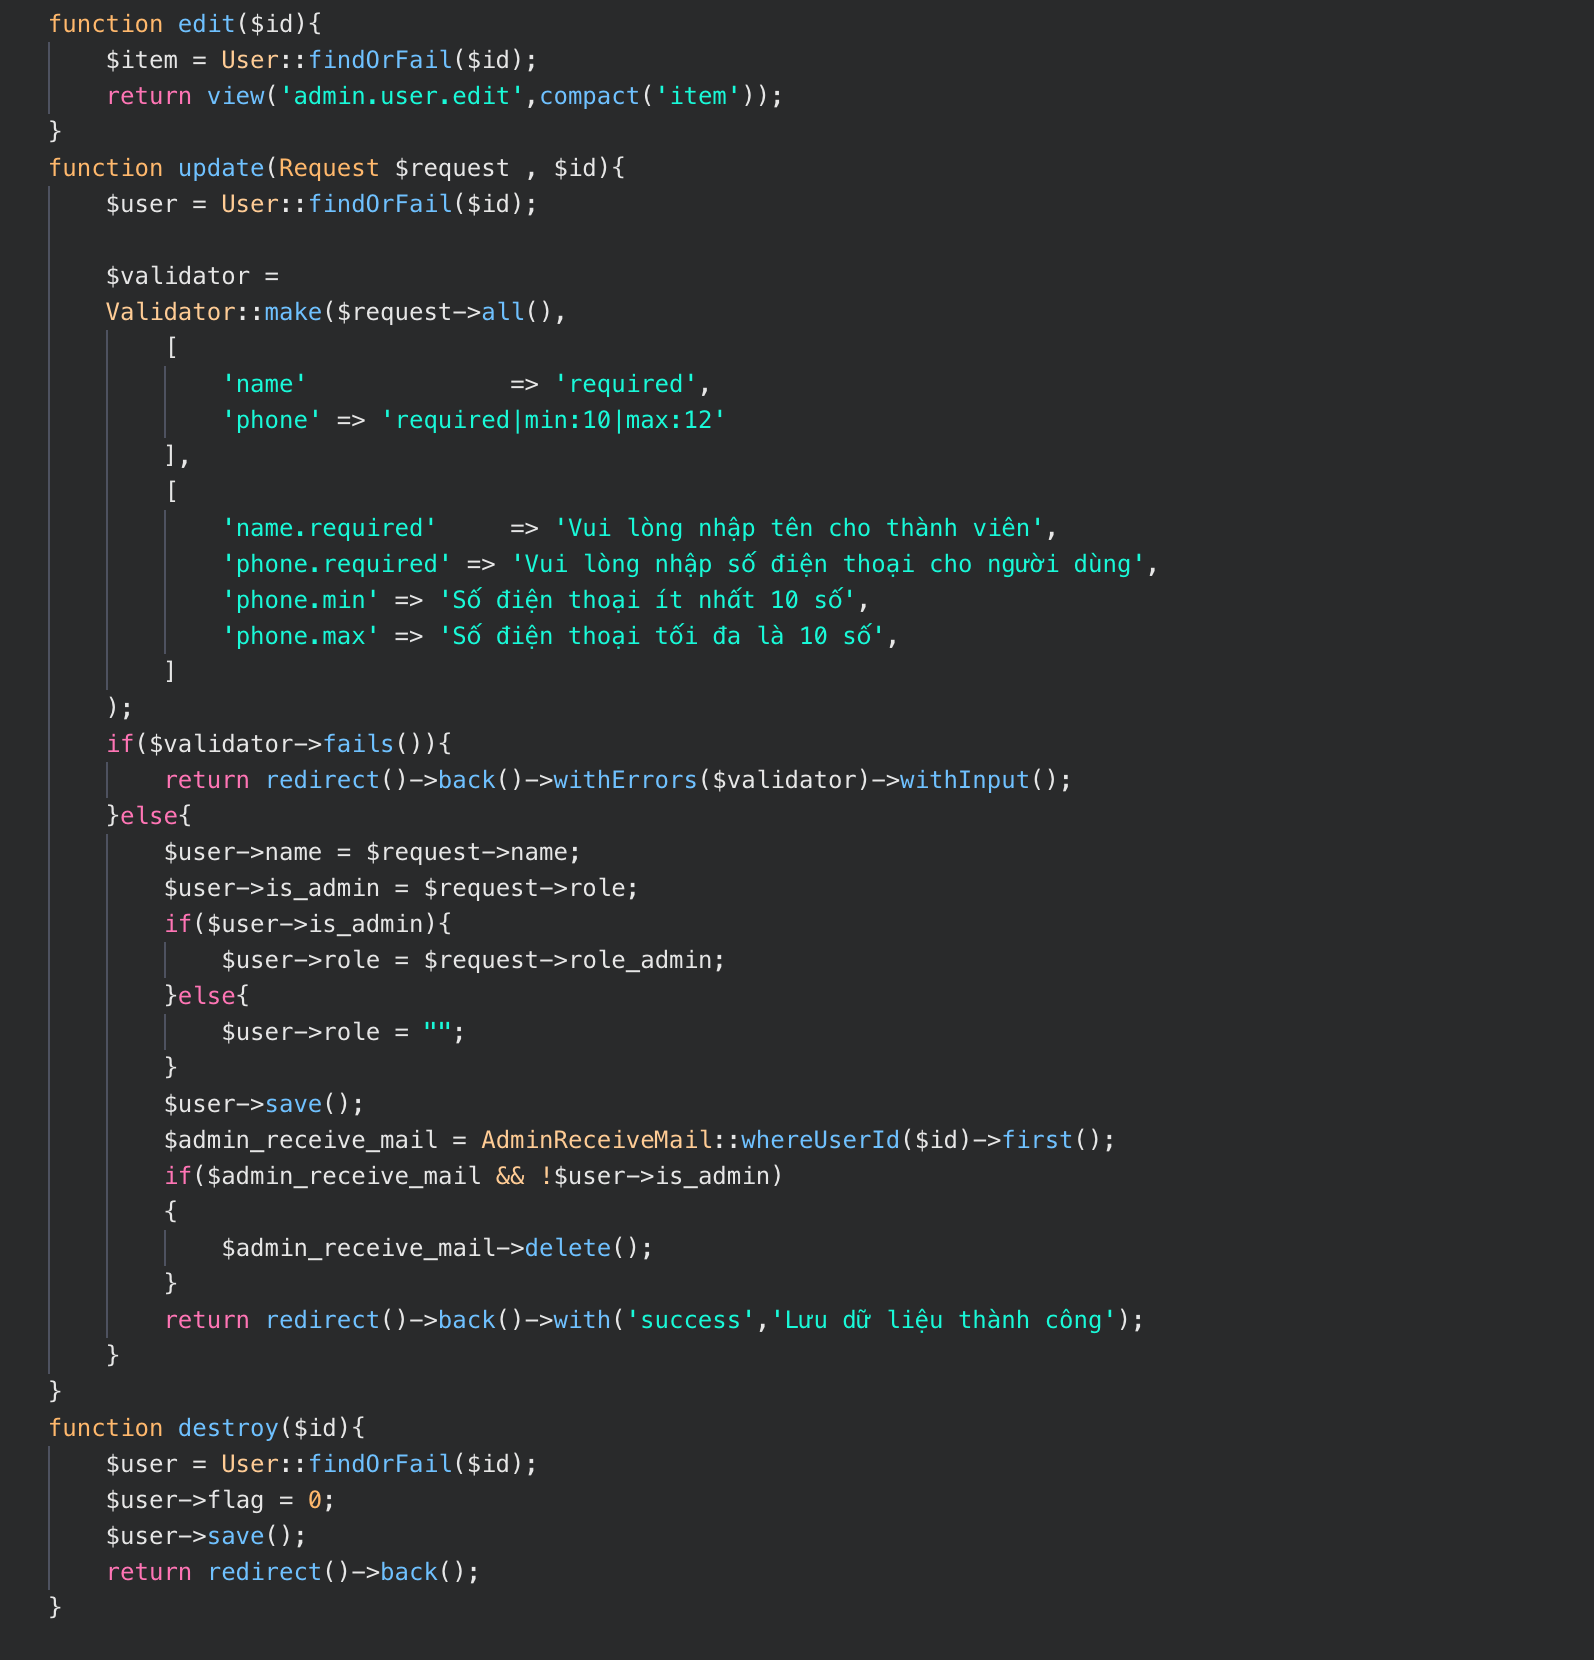 function edit($id){
$item = User::findOrFail($id);
return view('admin.user.edit',compact('item'));
}
function update(Request $request , $id){
$user = User::findOrFail($id);
$validator =
Validator::make($request->all(),
[
'name' => 'required',
'phone' => 'required|min:10|max:12'
],
[
'name.required' => 'Vui lòng nhập tên cho thành viên',
'phone.required' => 'Vui lòng nhập số điện thoại cho người dùng',
'phone.min' => 'Số điện thoại ít nhất 10 số',
'phone.max' => 'Số điện thoại tối đa là 10 số',
]
);
if($validator->fails()){
return redirect()->back()->withErrors($validator)->withInput();
}else{
$user->name = $request->name;
$user->is_admin = $request->role;
if($user->is_admin){
$user->role = $request->role_admin;
}else{
$user->role = "";
}
$user->save();
$admin_receive_mail = AdminReceiveMail::whereUserId($id)->first();
if($admin_receive_mail && !$user->is_admin)
{
$admin_receive_mail->delete();
}
return redirect()->back()->with('success','Lưu dữ liệu thành công');
}
}
function destroy($id){
$user = User::findOrFail($id);
$user->flag = 0;
$user->save();
return redirect()->back();
}